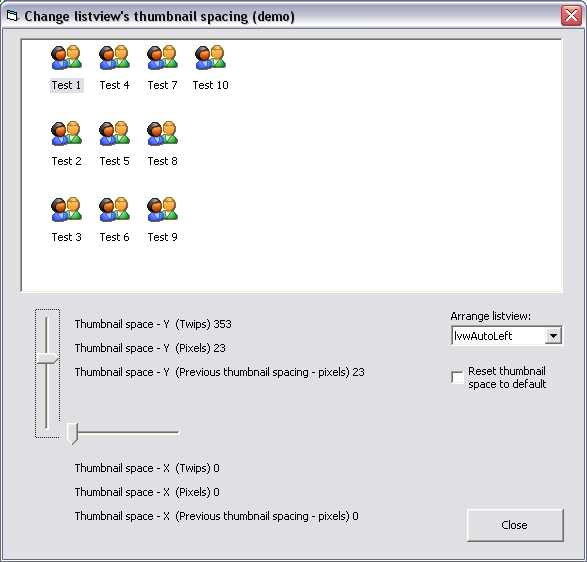 Change listview's thumbnail spacing (demo)
Test 1 Test 4 Test 7 Test 10
Test 2 Test 5 Test 8
Test 3 Test 6 Test 9
Thumbnail space - Y (Twips) 353
Thumbnail space - Y (Pixels) 23
Thumbnail space - Y (Previous thumbnail spacing - pixels) 23
Arrange listview:
lvwAutoLeft
Reset thumbnail
space to default
Thumbnail space - X (Twips) 0
Thumbnail space - X (Pixels) 0
Thumbnail space - X (Previous thumbnail spacing - pixels) 0
Close